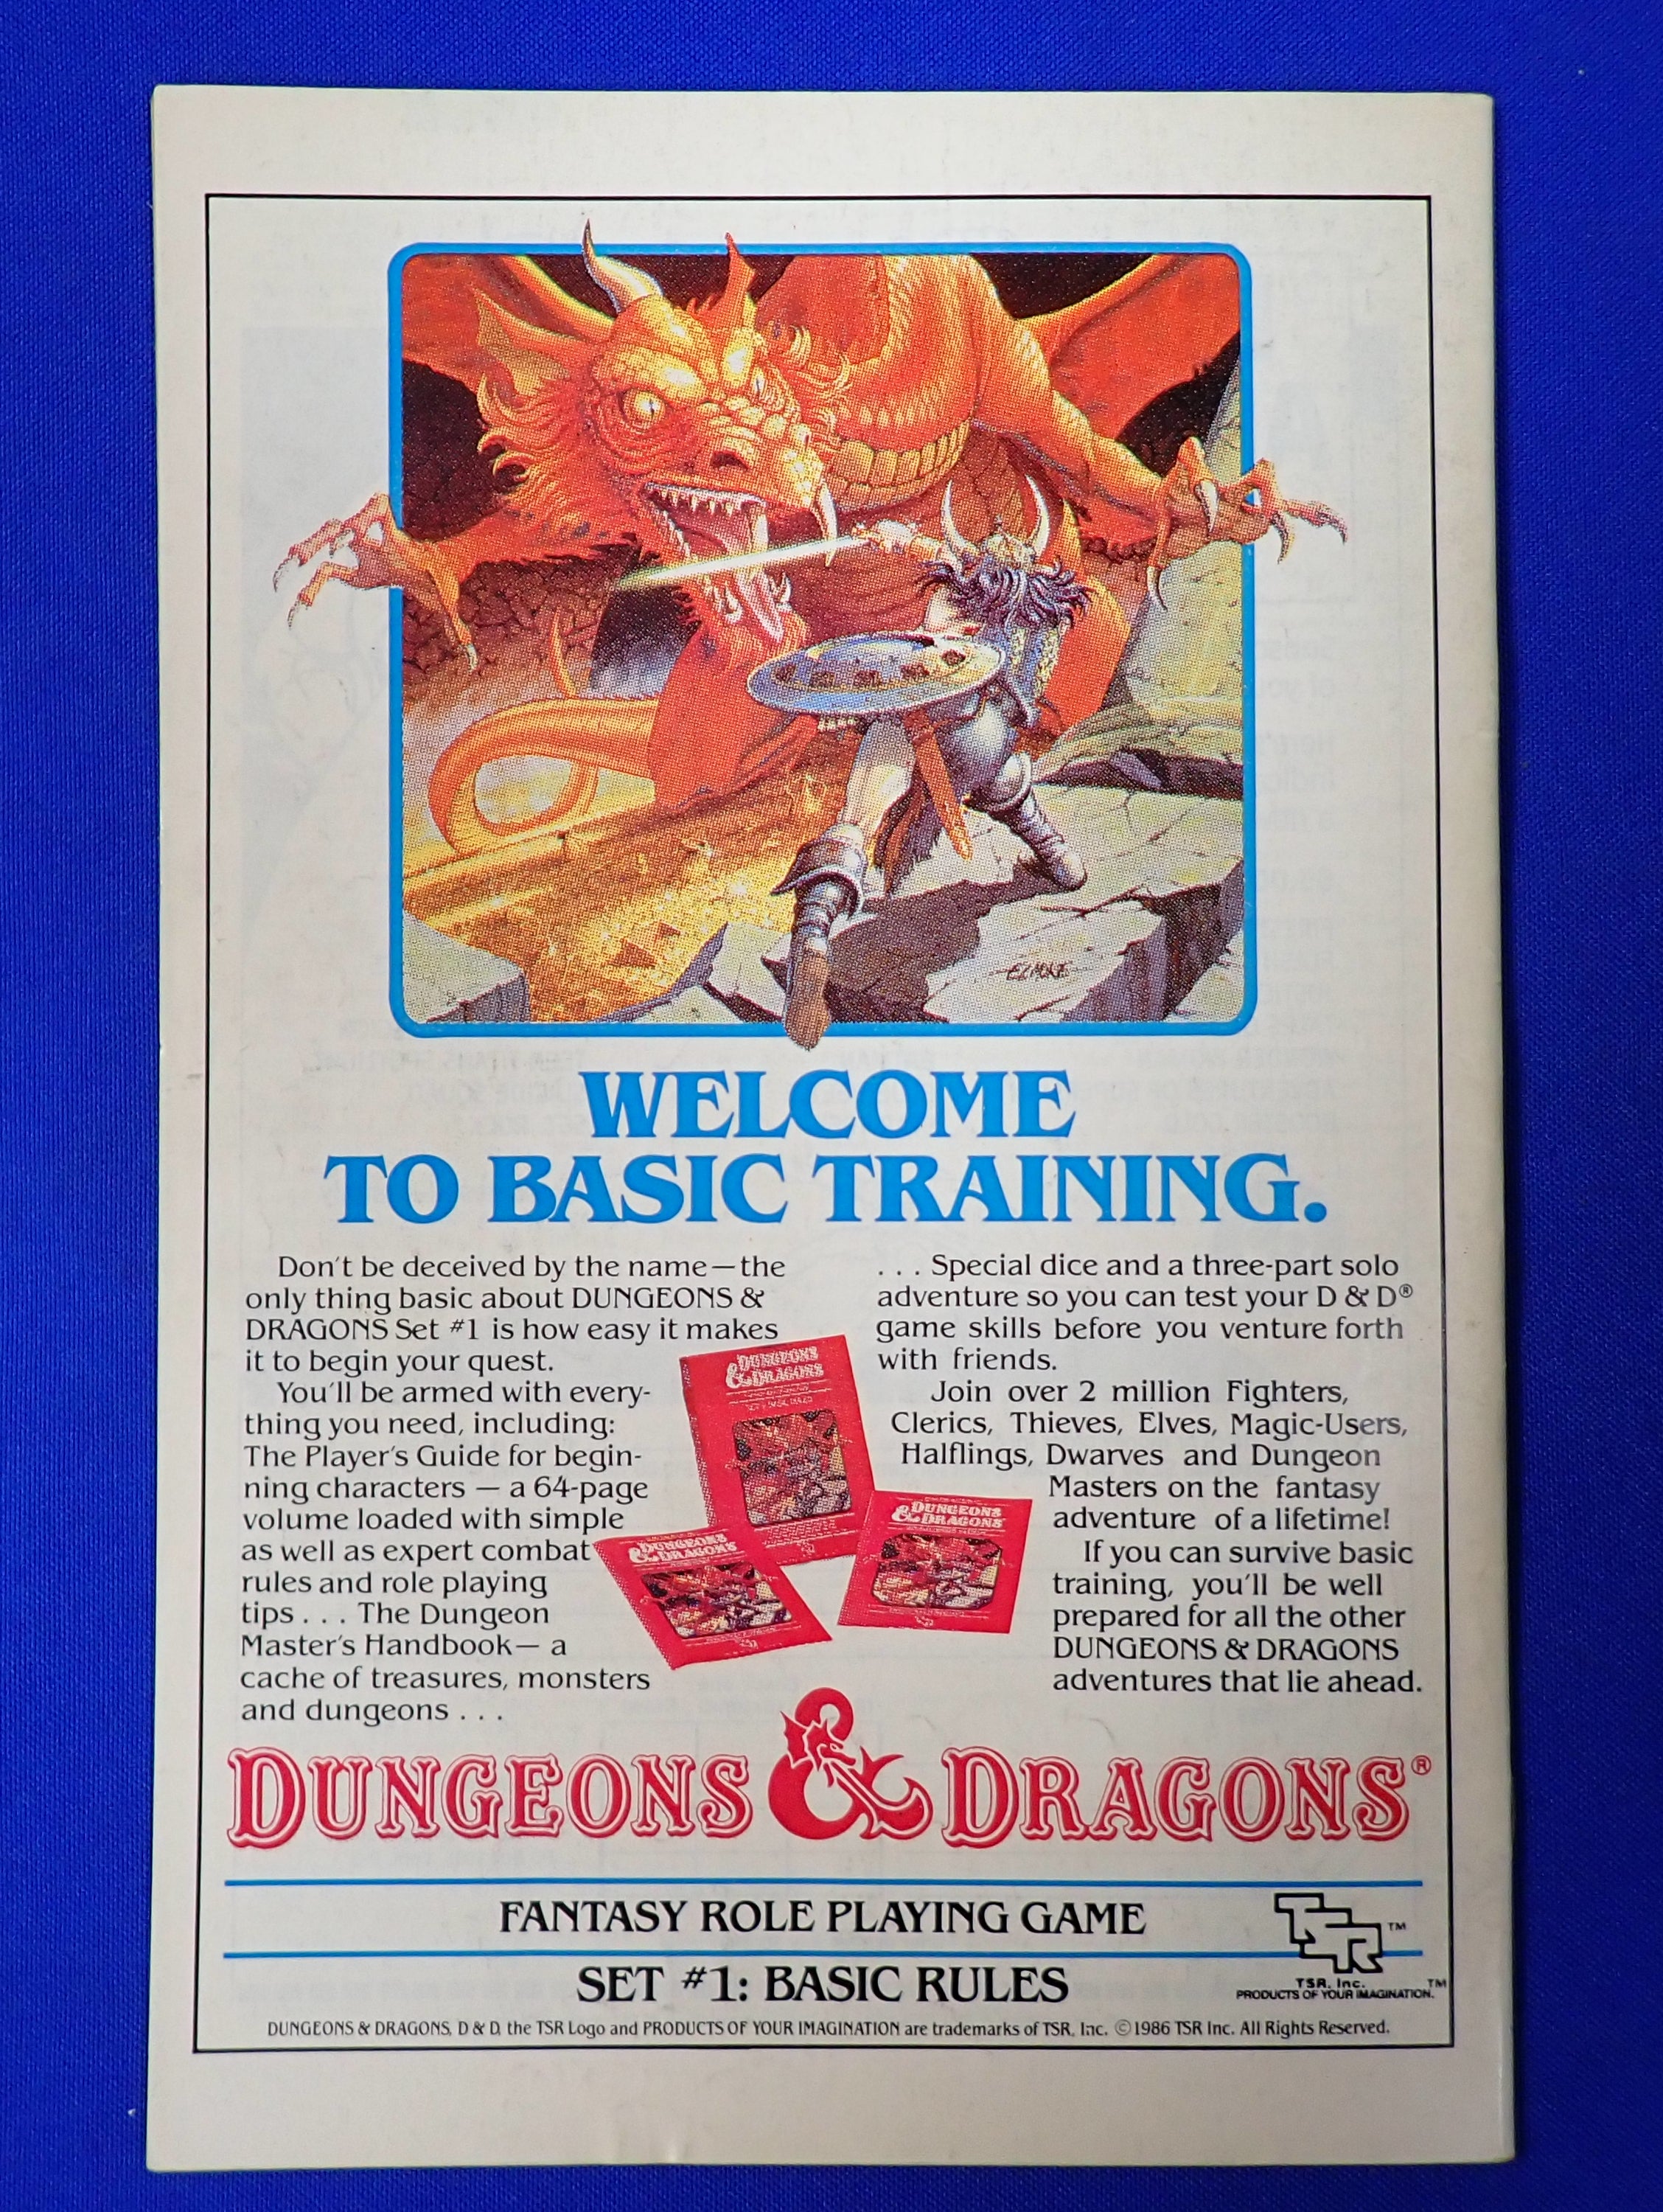 ELMORE
WELCOME
TO BASIC TRAINING.
Don't be deceived by the name—the
only thing basic about DUNGEONS &
DRAGONS Set #1 is how easy it makes
it to begin your quest.
You'll be armed with every-
thing you need, including:
The Player's Guide for begin-
ning characters — a 64-page
volume loaded with simple
as well as expert combat
rules and role playing
tips . . . The Dungeon
Master's Handbook— a
cache of treasures, monsters
and dungeons . . .
. . . Special dice and a three-part solo
adventure so you can test your D & D®
game skills before you venture forth
with friends.
Join over 2 million Fighters,
Clerics, Thieves, Elves, Magic-Users,
Halflings, Dwarves and Dungeon
Masters on the fantasy
adventure of a lifetime!
If you can survive basic
training, you'll be well
prepared for all the other
DUNGEONS & DRAGONS
adventures that lie ahead.
DUNGEONS
& DRAGONS
DUNGEONS
& DRAGONS
DUNGEONS
& DRAGONS
DUNGEONS & DRAGONS®
FANTASY ROLE PLAYING GAME
SET #1: BASIC RULES
TSR™
TSR, Inc.
PRODUCTS OF YOUR IMAGINATION.™
DUNGEONS & DRAGONS, D & D, the TSR Logo and PRODUCTS OF YOUR IMAGINATION are trademarks of TSR, Inc. ©1986 TSR Inc. All Rights Reserved.